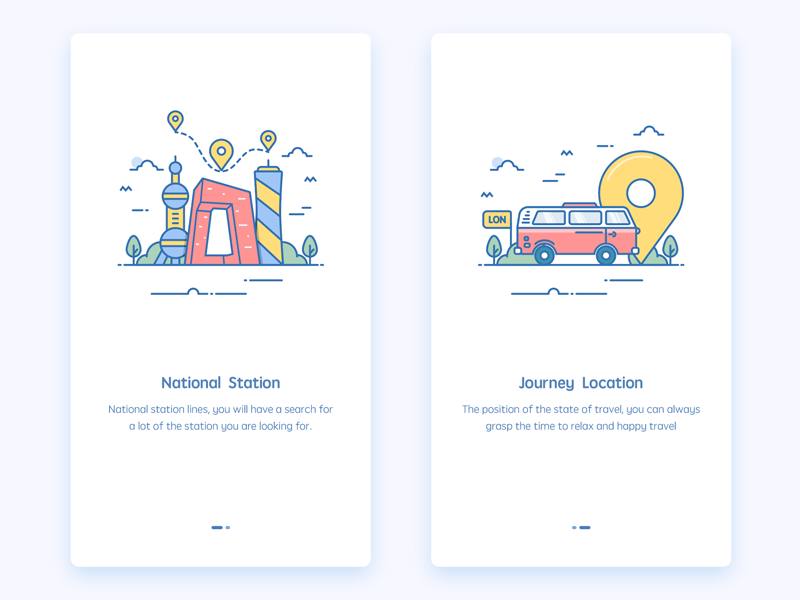 National Station
National station lines, you will have a search for
a lot of the station you are looking for.
LON
Journey Location
The position of the state of travel, you can always
grasp the time to relax and happy travel